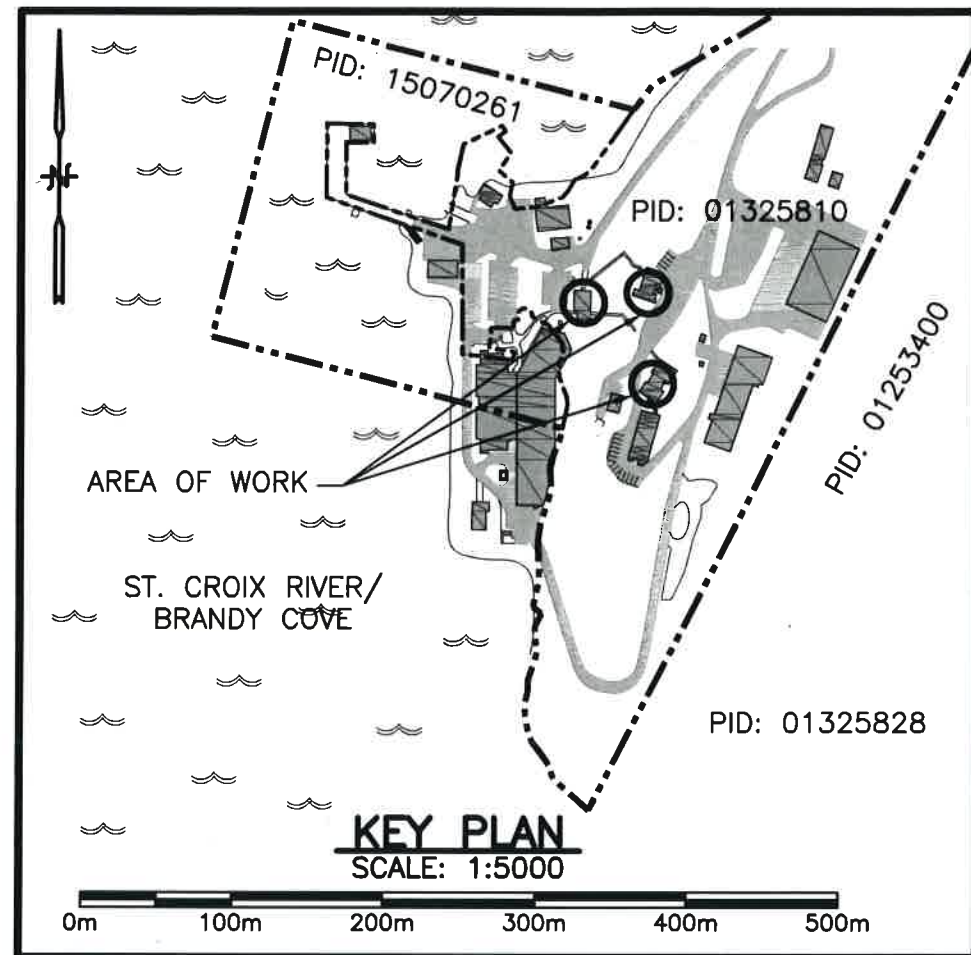 PID: 15070261
N
PID: 01325810
PID: 01253400
AREA OF WORK
ST. CROIX RIVER/
BRANDY COVE
PID: 01325828
KEY PLAN
SCALE: 1:5000
0m 100m 200m 300m 400m 500m